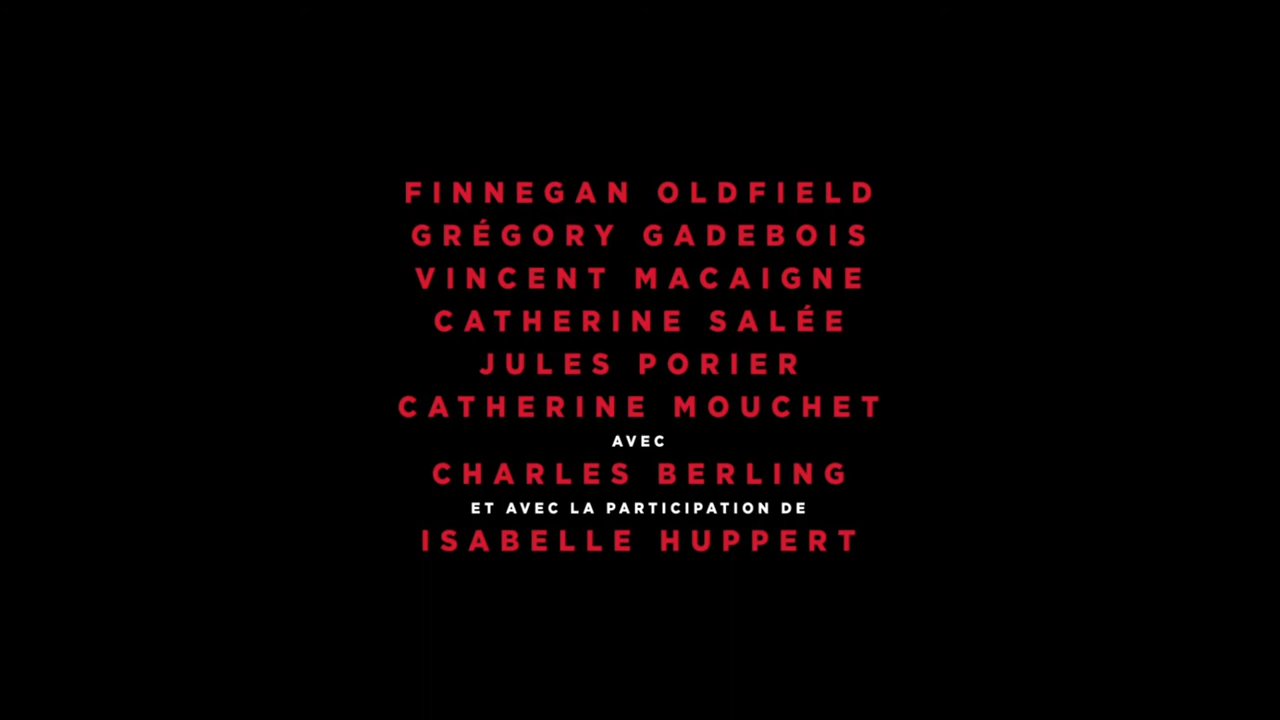 FINNEGAN OLDFIELD
GRÉGORY GADEBOIS
VINCENT MACAIGNE
CATHERINE SALÉE
JULES PORIER
CATHERINE MOUCHET
AVEC
CHARLES BERLING
ET AVEC LA PARTICIPATION DE
ISABELLE HUPPERT